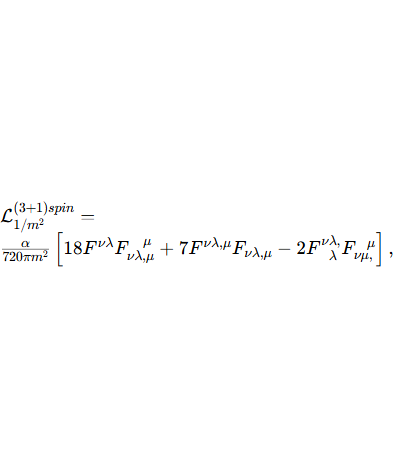 $\mathcal{L}_{1/m^2}^{(3+1)spin} =$
$\frac{\alpha}{720\pi m^2} \left[ 18F^{\nu\lambda}F_{\nu\lambda,\mu}{}^{\mu} + 7F^{\nu\lambda,\mu}F_{\nu\lambda,\mu} - 2F^{\nu\lambda,}{}_{\lambda}F_{\nu\mu,}{}^{\mu} \right],$